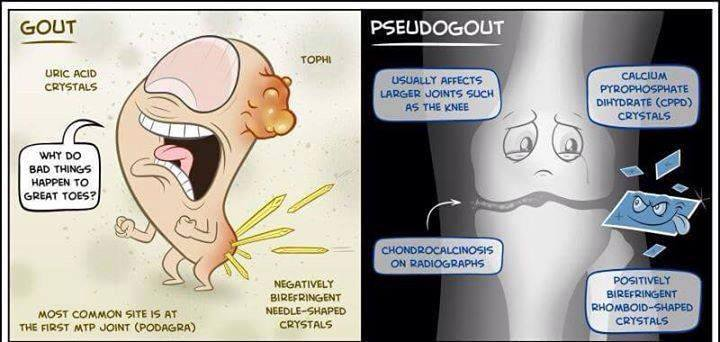 GOUT
URIC ACID
CRYSTALS
TOPHI
WHY DO
BAD THINGS
HAPPEN TO
GREAT TOES?
NEGATIVELY
BIREFRINGENT
NEEDLE-SHAPED
CRYSTALS
MOST COMMON SITE IS AT
THE FIRST MTP JOINT (PODAGRA)
PSEUDOGOUT
USUALLY AFFECTS
LARGER JOINTS SUCH
AS THE KNEE
CALCIUM
PYROPHOSPHATE
DIHYDRATE (CPPD)
CRYSTALS
CHONDROCALCINOSIS
ON RADIOGRAPHS
POSITIVELY
BIREFRINGENT
RHOMBOID-SHAPED
CRYSTALS